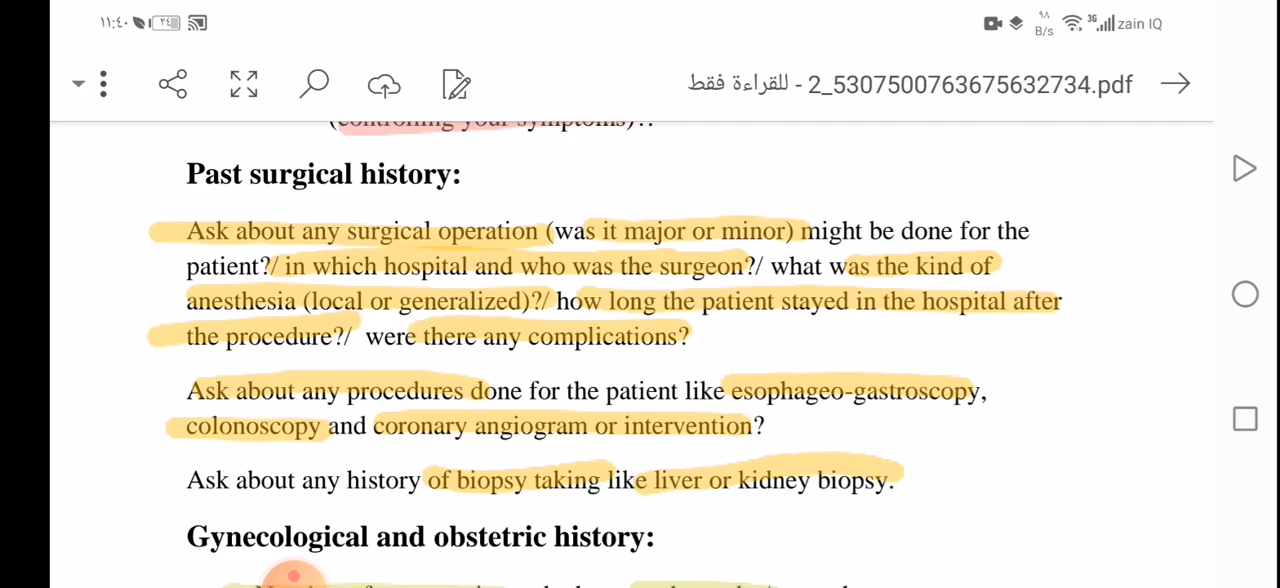 ١١:٤٠ ٢٤ ٩٨ B/s 3G zain IQ
2_5307500763675632734.pdf - للقراءة فقط
(controlling your symptoms)..
Past surgical history:
Ask about any surgical operation (was it major or minor) might be done for the
patient?/ in which hospital and who was the surgeon?/ what was the kind of
anesthesia (local or generalized)?/ how long the patient stayed in the hospital after
the procedure?/ were there any complications?
Ask about any procedures done for the patient like esophageo-gastroscopy,
colonoscopy and coronary angiogram or intervention?
Ask about any history of biopsy taking like liver or kidney biopsy.
Gynecological and obstetric history: